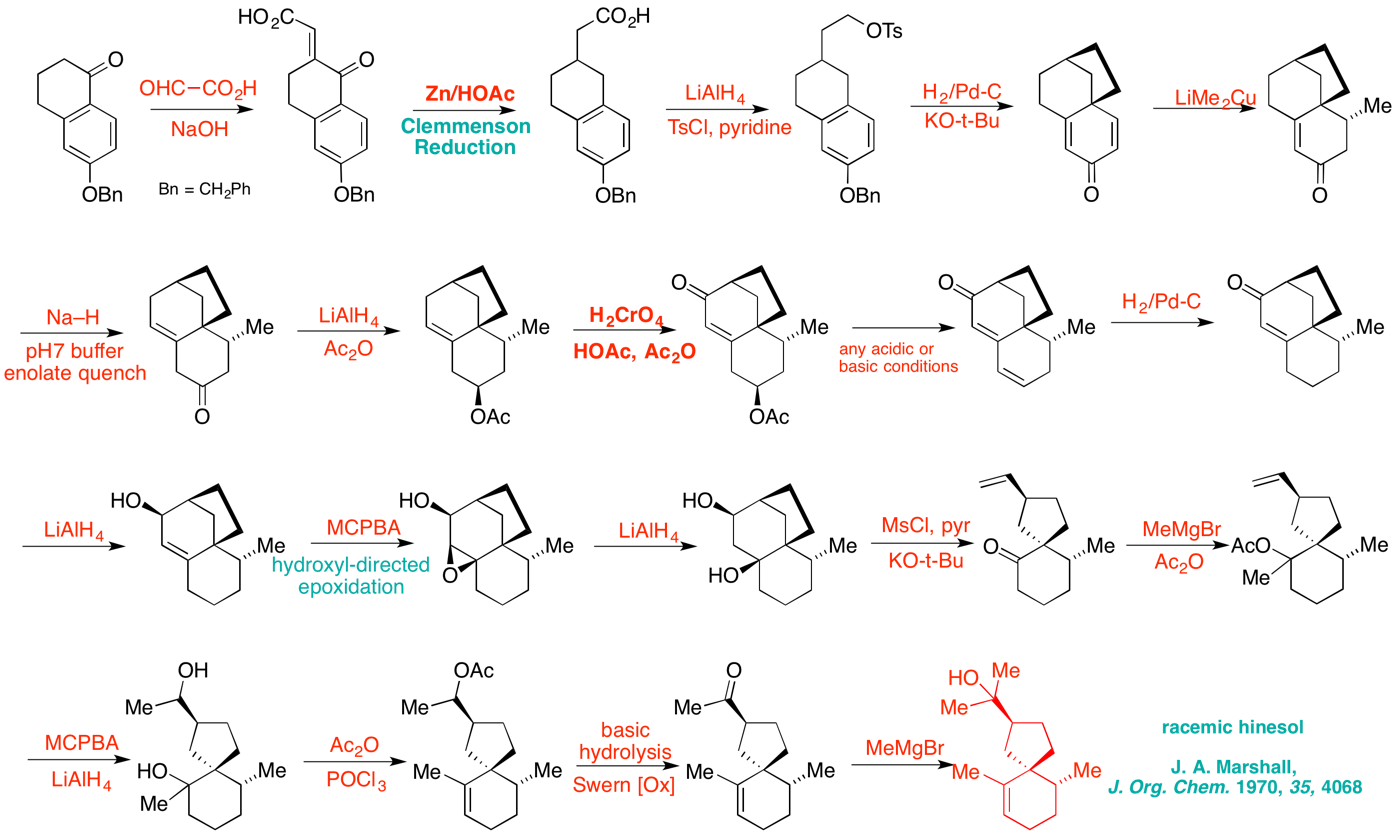 HO₂C
O
OHC–CO₂H
NaOH
OBn
Bn = CH₂Ph
O
OBn
Zn/HOAc
Clemmenson
Reduction
CO₂H
OBn
LiAlH₄
TsCl, pyridine
OTs
OBn
H₂/Pd-C
KO-t-Bu
O
LiMe₂Cu
Me
O
Na–H
pH7 buffer
enolate quench
Me
O
LiAlH₄
Ac₂O
Me
OAc
H₂CrO₄
HOAc, Ac₂O
O
Me
OAc
any acidic or
basic conditions
O
Me
H₂/Pd-C
O
Me
LiAlH₄
HO
Me
MCPBA
hydroxyl-directed
epoxidation
HO
O
Me
LiAlH₄
HO
HO
Me
MsCl, pyr
KO-t-Bu
O
Me
MeMgBr
Ac₂O
AcO
Me
Me
MCPBA
LiAlH₄
OH
Me
HO
Me
Me
Ac₂O
POCl₃
OAc
Me
Me
Me
basic
hydrolysis
Swern [Ox]
O
Me
Me
Me
MeMgBr
HO
Me
Me
Me
Me
racemic hinesol
J. A. Marshall,
J. Org. Chem. 1970, 35, 4068